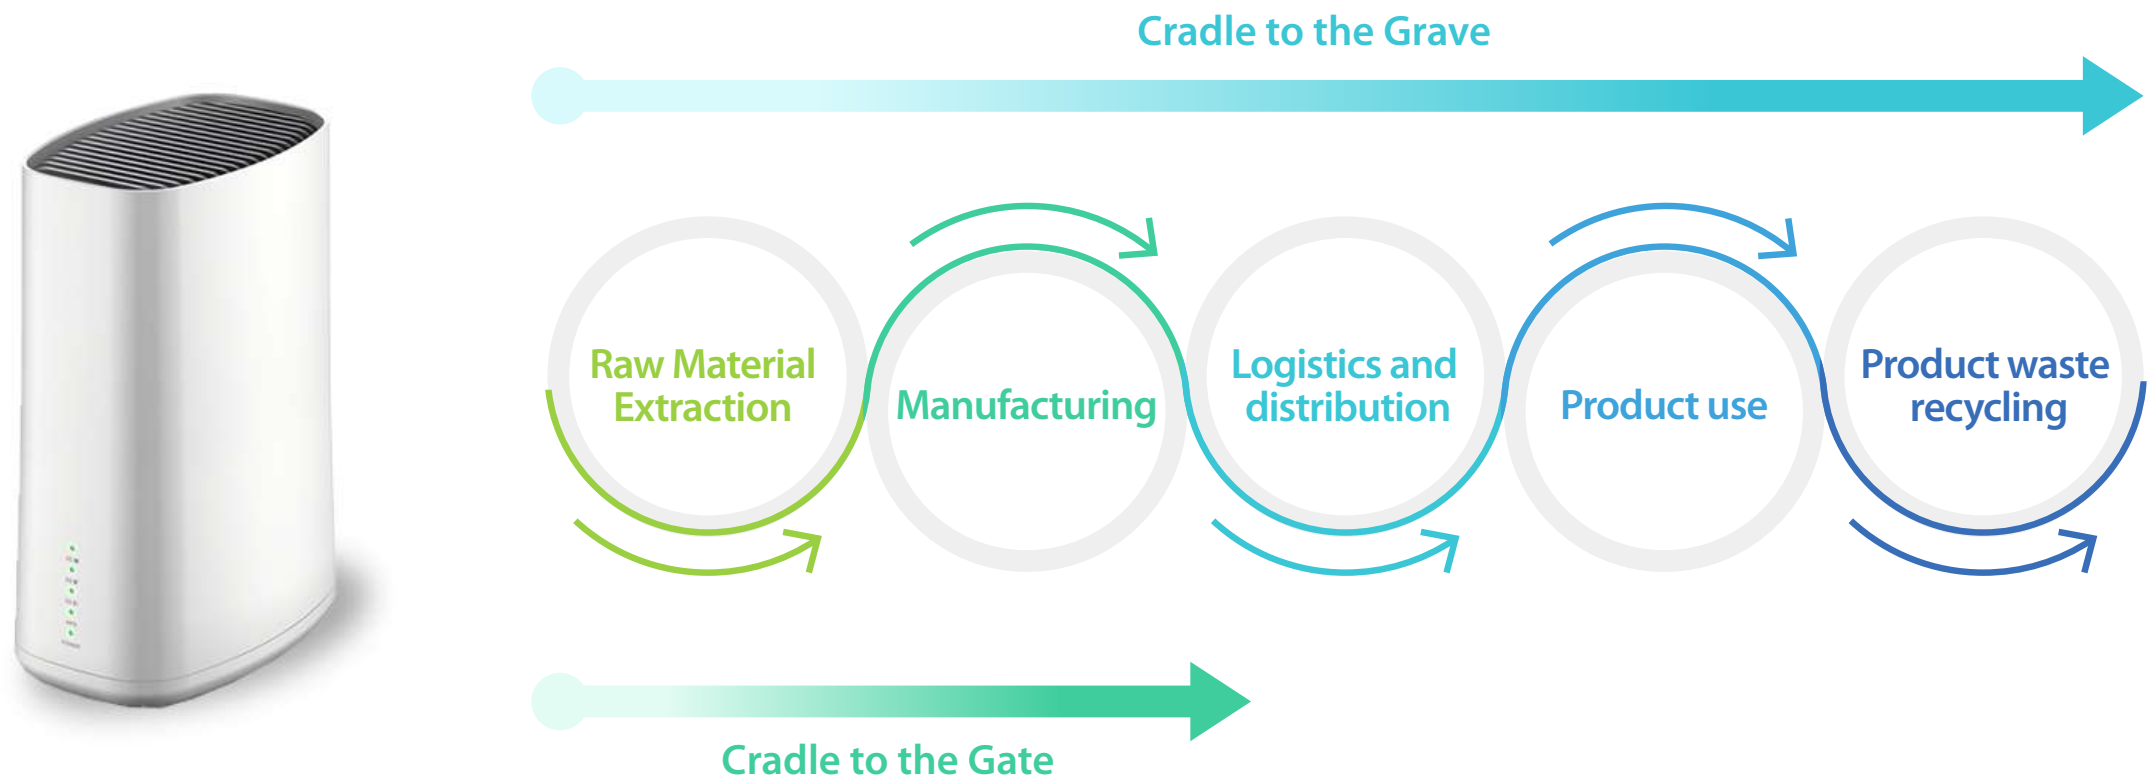 Cradle to the Grave
Raw Material
Extraction
Manufacturing
Logistics and
distribution
Product use
Product waste
recycling
Cradle to the Gate